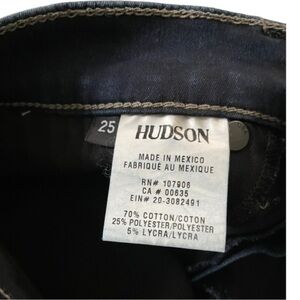 25
HUDSON
MADE IN MEXICO
FABRIQUÉ AU MEXIQUE
RN# 107906
CA # 00635
EIN# 20-3082491
70% COTTON/COTON
25% POLYESTER/POLYESTER
5% LYCRA/LYCRA